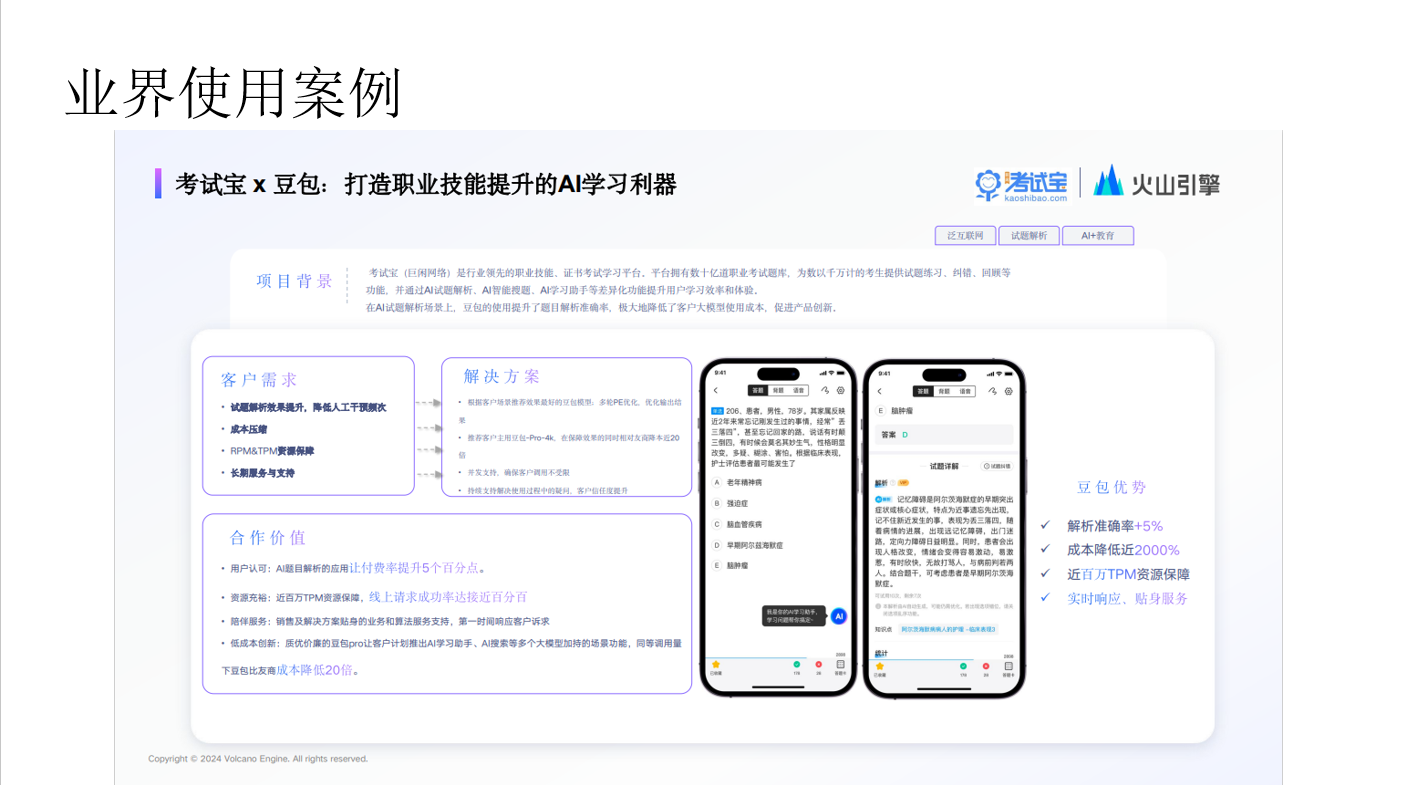 业界使用案例
考试宝 x 豆包：打造职业技能提升的AI学习利器
考试宝
kaoshibao.com
火山引擎
泛互联网
试题解析
AI+教育
项目背景
考试宝（巨闲网络）是行业领先的职业技能、证书考试学习平台。平台拥有数十亿道职业考试题库，为数以千万计的考生提供试题练习、纠错、回顾等
功能，并通过AI试题解析、AI智能搜题、AI学习助手等差异化功能提升用户学习效率和体验。
在AI试题解析场景上，豆包的使用提升了题目解析准确率，极大地降低了客户大模型使用成本，促进产品创新。
客户需求
• 试题解析效果提升，降低人工干预频次
• 成本压缩
• RPM&TPM资源保障
• 长期服务与支持
解决方案
• 根据客户场景推荐效果最好的豆包模型；多轮PE优化，优化输出结
果
• 推荐客户主用豆包-Pro-4k，在保障效果的同时相对友商降本近20
倍
• 并发支持，确保客户调用不受限
• 持续支持解决使用过程中的疑问，客户信任度提升
合作价值
• 用户认可：AI题目解析的应用让付费率提升5个百分点。
• 资源充裕：近百万TPM资源保障，线上请求成功率达接近百分百
• 陪伴服务：销售及解决方案贴身的业务和算法服务支持，第一时间响应客户诉求
• 低成本创新：质优价廉的豆包pro让客户计划推出AI学习助手、AI搜索等多个大模型加持的场景功能，同等调用量
下豆包比友商成本降低20倍。
9:41
答题 背题 语音
206、患者，男性，78岁。其家属反映
近2年来常忘记刚发生过的事情，经常“丢
三落四”，甚至忘记回家的路，说话有时颠
三倒四，有时候会莫名其妙生气，性格明显
改变，多疑、糊涂、害怕。根据临床表现，
护士评估患者最可能发生了
A 老年精神病
B 强迫症
C 脑血管疾病
D 早期阿尔兹海默症
E 脑肿瘤
我是你的AI学习助手，
学习问题帮你搞定~
AI
9:41
答题 背题 语音
E 脑肿瘤
答案 D
试题详解
试题纠错
解析 VIP
记忆障碍是阿尔茨海默症的早期突出
症状或核心症状，特点为近事遗忘先出现，
记不住新近发生的事，表现为丢三落四，随
着病情的进展，出现远记忆障碍，出门迷
路，定向力障碍日益明显。同时，患者会出
现人格改变，情绪会变得容易激动，易激
惹，有时欣快，无故打骂人，与病前判若两
人。结合题干，可考虑患者是早期阿尔茨海
默症。
知识点 阿尔茨海默病病人的护理 - 临床表现3
统计
豆包优势
✓ 解析准确率+5%
✓ 成本降低近2000%
✓ 近百万TPM资源保障
✓ 实时响应、贴身服务
Copyright © 2024 Volcano Engine. All rights reserved.